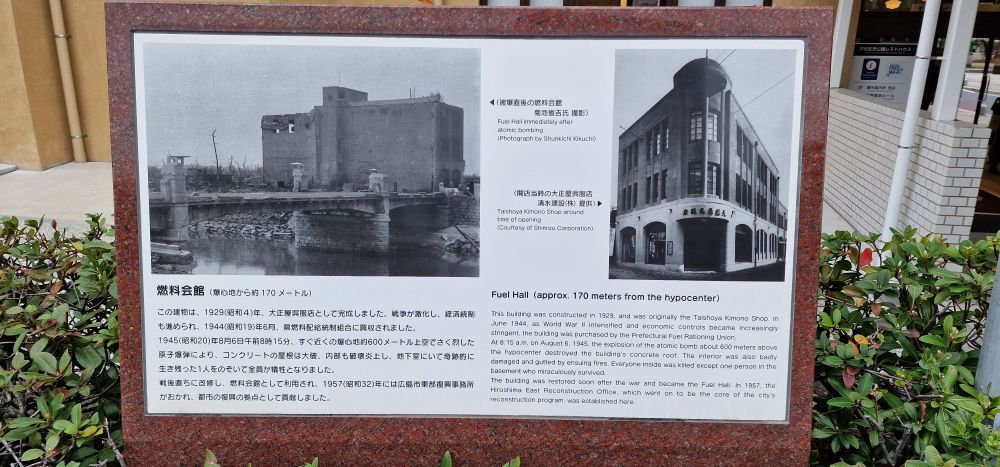 ◀(被爆直後の燃料会館
菊池俊吉氏 撮影)
Fuel Hall immediately after
atomic bombing
(Photograph by Shunkichi Kikuchi)
(開店当時の大正屋呉服店
清水建設(株) 提供)▶
Taishoya Kimono Shop around
time of opening
(Courtesy of Shimizu Corporation)
燃料会館(爆心地から約170メートル)
この建物は、1929(昭和4)年、大正屋呉服店として完成しました。戦争が激化し、経済統制
も進められ、1944(昭和19)年6月、県燃料配給統制組合に買収されました。
1945(昭和20)年8月6日午前8時15分、すぐ近くの爆心地約600メートル上空でさく烈した
原子爆弾により、コンクリートの屋根は大破、内部も破壊炎上し、地下室にいて奇跡的に
生き残った1人をのぞいて全員が犠牲となりました。
戦後直ちに改修し、燃料会館として利用され、1957(昭和32)年には広島市東部復興事務所
がおかれ、都市の復興の拠点として貢献しました。
Fuel Hall (approx. 170 meters from the hypocenter)
This building was constructed in 1929, and was originally the Taishoya Kimono Shop. In
June 1944, as World War II intensified and economic controls became increasingly
stringent, the building was purchased by the Prefectural Fuel Rationing Union.
At 8:15 a.m. on August 6, 1945, the explosion of the atomic bomb about 600 meters above
the hypocenter destroyed the building's concrete roof. The interior was also badly
damaged and gutted by ensuing fires. Everyone inside was killed except one person in the
basement who miraculously survived.
The building was restored soon after the war and became the Fuel Hall. In 1957, the
Hiroshima East Reconstruction Office, which went on to be the core of the city's
reconstruction program, was established here.
平和記念公園レストハウス